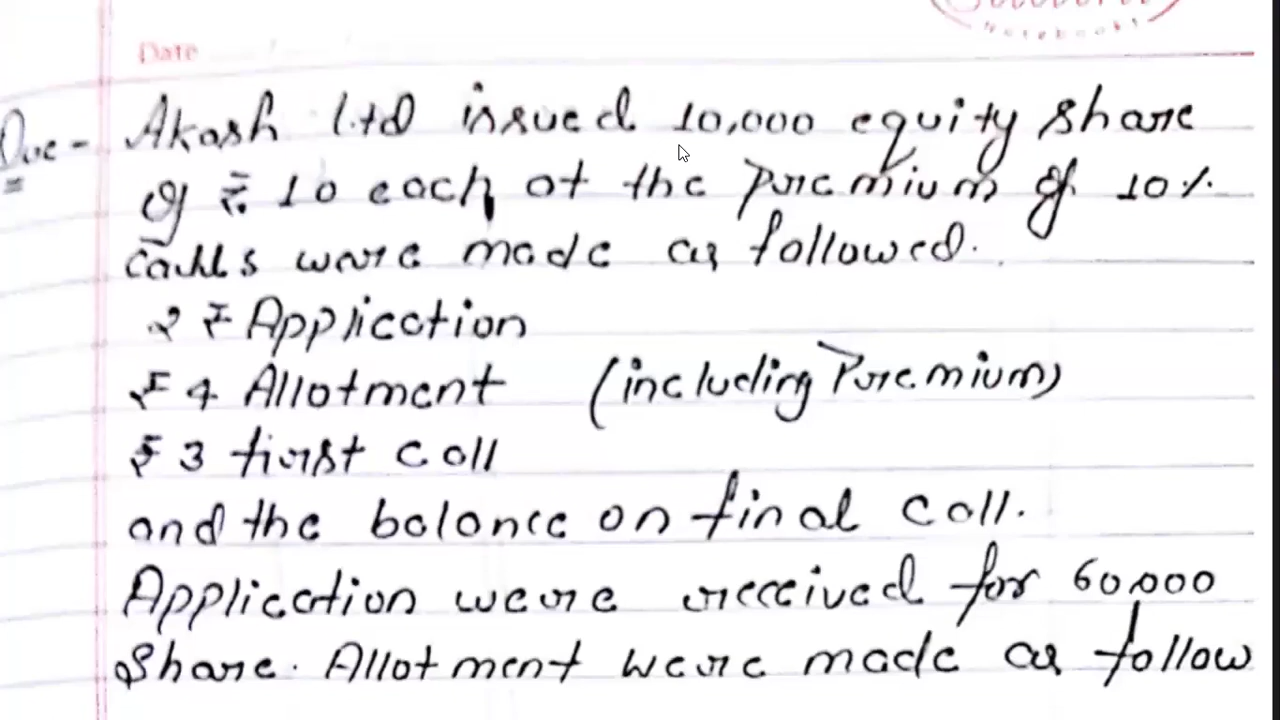 Notebook
Date
Que - Akash Ltd issued 10,000 equity share
of ₹ 10 each at the premium of 10%
calls were made as followed.
2 ₹ Application
₹ 4 Allotment (including Premium)
₹ 3 first call
and the balance on final call.
Application were received for 60,000
Share. Allotment were made as follow